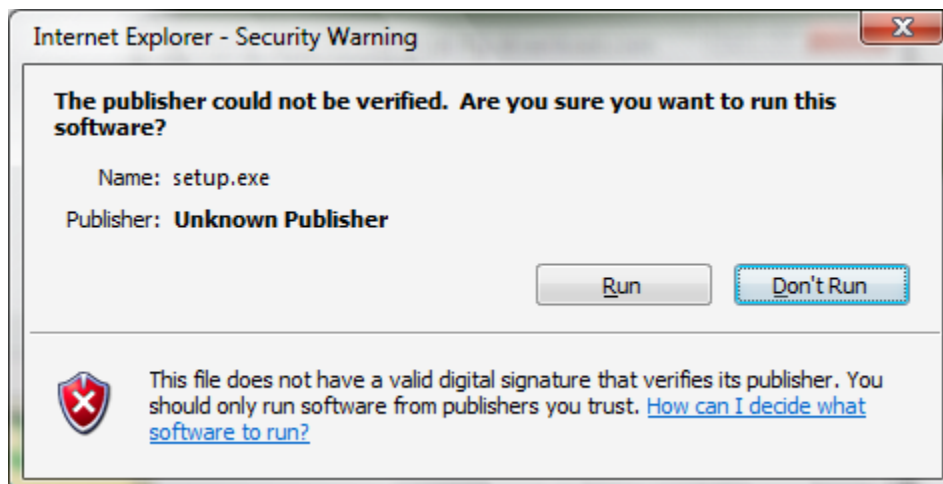 Internet Explorer - Security Warning
X
The publisher could not be verified.  Are you sure you want to run this
software?
Name: setup.exe
Publisher: Unknown Publisher
Run Don't Run
This file does not have a valid digital signature that verifies its publisher. You
should only run software from publishers you trust. How can I decide what
software to run?